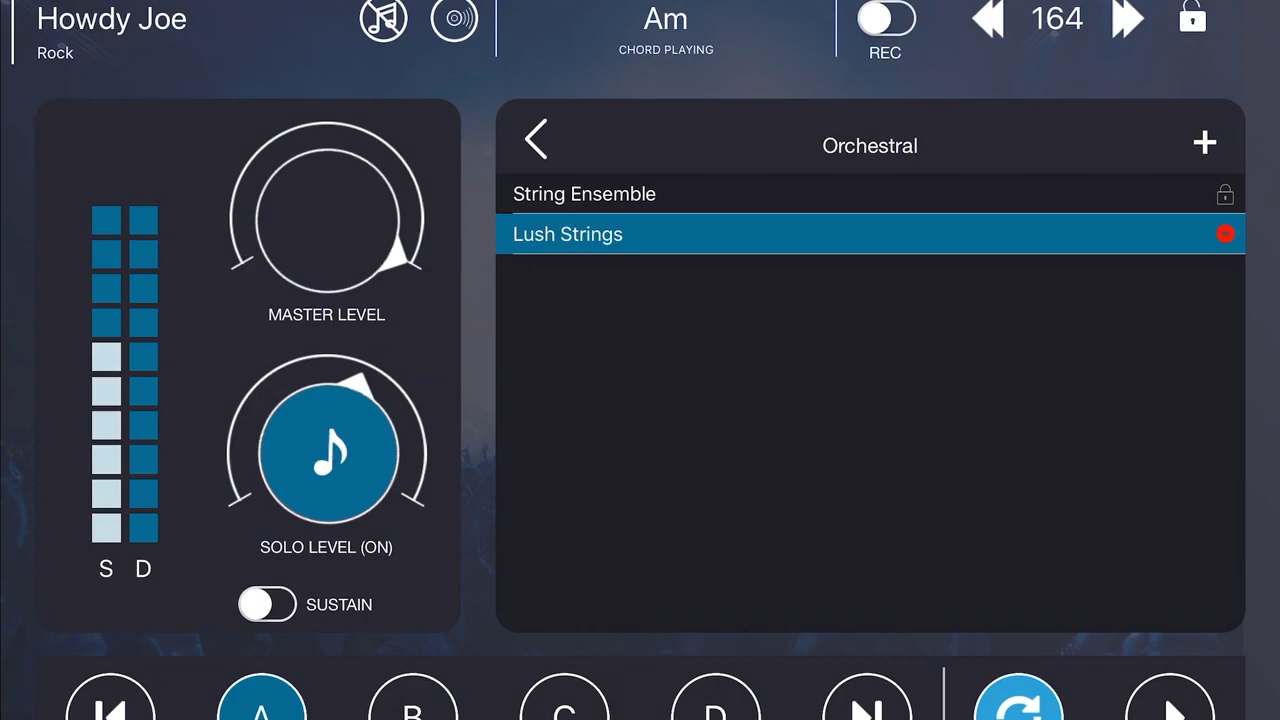 Howdy Joe
Rock
Am
CHORD PLAYING
REC
164
Orchestral
String Ensemble
Lush Strings
MASTER LEVEL
SOLO LEVEL (ON)
S D
SUSTAIN
A B C D